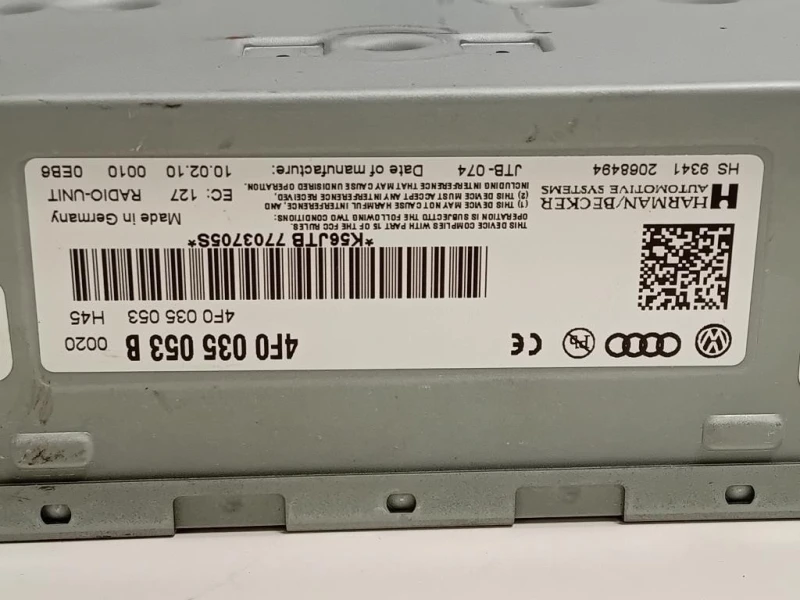 4F0 035 053 B
0020
4F0 035 053
H45
*K56JTB 7703705S*
THIS DEVICE COMPLIES WITH PART 15 OF THE FCC RULES.
OPERATION IS SUBJECTED TO THE FOLLOWING TWO CONDITIONS:
(1) THIS DEVICE MAY NOT CAUSE HARMFUL INTERFERENCE, AND,
(2) THIS DEVICE MUST ACCEPT ANY INTERFERENCE RECEIVED,
INCLUDING INTERFERENCE THAT MAY CAUSE UNDISIRED OPERATION.
Made in Germany
HARMAN/BECKER
AUTOMOTIVE SYSTEMS
EC: 127
RADIO-UNIT
HS 9341 2068494
JTB-074
Date of manufacture:
10.02.10
0010
0EB6
Pb
CE